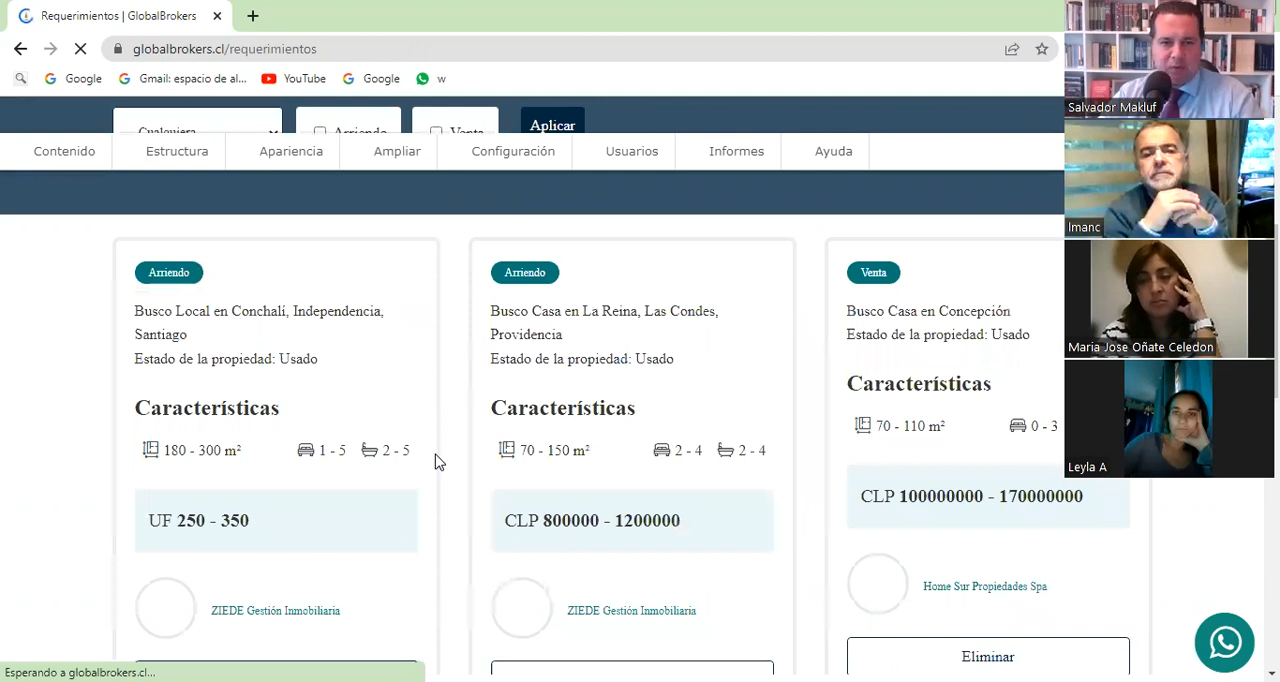 Requerimientos | GlobalBrokers
globalbrokers.cl/requerimientos
Google
Gmail: espacio de al...
YouTube
Google
w
Cualquiera
Arriendo
Venta
Aplicar
Contenido
Estructura
Apariencia
Ampliar
Configuración
Usuarios
Informes
Ayuda
Arriendo
Busco Local en Conchalí, Independencia,
Santiago
Estado de la propiedad: Usado
Características
180 - 300 m²
1 - 5
2 - 5
UF 250 - 350
ZIEDE Gestión Inmobiliaria
Arriendo
Busco Casa en La Reina, Las Condes,
Providencia
Estado de la propiedad: Usado
Características
70 - 150 m²
2 - 4
2 - 4
CLP 800000 - 1200000
ZIEDE Gestión Inmobiliaria
Venta
Busco Casa en Concepción
Estado de la propiedad: Usado
Características
70 - 110 m²
0 - 3
CLP 100000000 - 170000000
Home Sur Propiedades Spa
Eliminar
Salvador Makluf
lmanc
Maria Jose Oñate Celedon
Leyla A
Esperando a globalbrokers.cl...